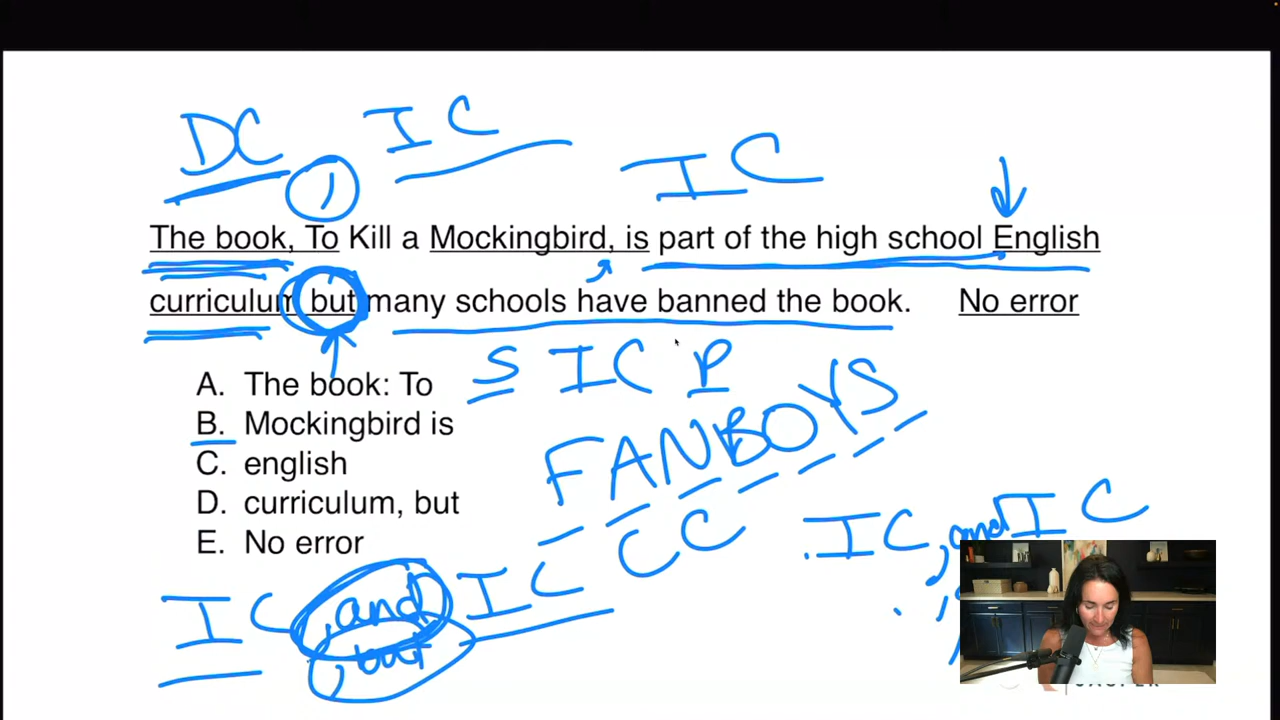 DC IC
, IC
The book, To Kill a Mockingbird, is part of the high school English
curriculum but many schools have banned the book. No error
S IC P
A. The book: To
B. Mockingbird is
C. english
D. curriculum, but
E. No error
FANBOYS
CC
IC, and IC
IC , and IC
, but